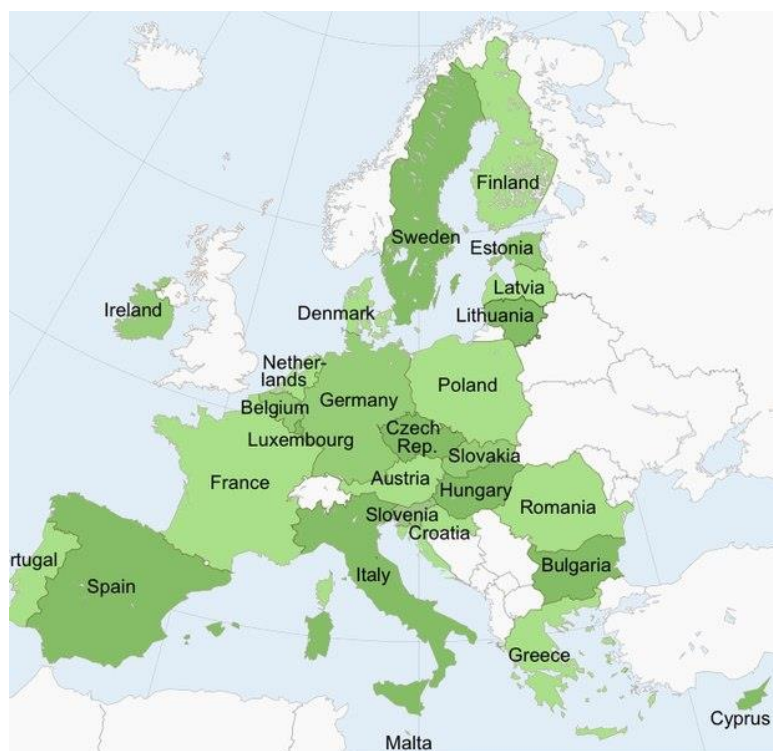 Finland
Sweden
Estonia
Latvia
Lithuania
Ireland
Denmark
Nether-
lands
Poland
Belgium
Germany
Czech
Rep.
Luxembourg
Slovakia
Austria
France
Hungary
Romania
Slovenia
Croatia
rtugal
Spain
Italy
Bulgaria
Greece
Cyprus
Malta